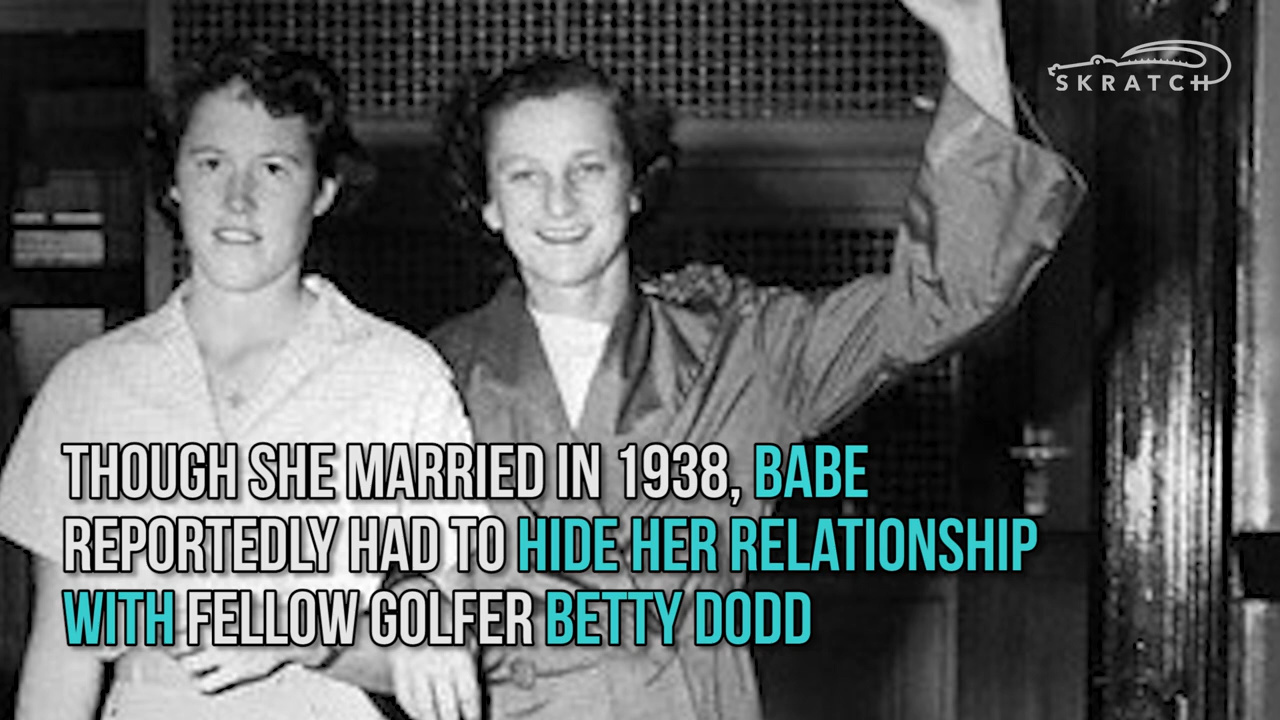 SKRATCH
THOUGH SHE MARRIED IN 1938, BABE
REPORTEDLY HAD TO HIDE HER RELATIONSHIP
WITH FELLOW GOLFER BETTY DODD